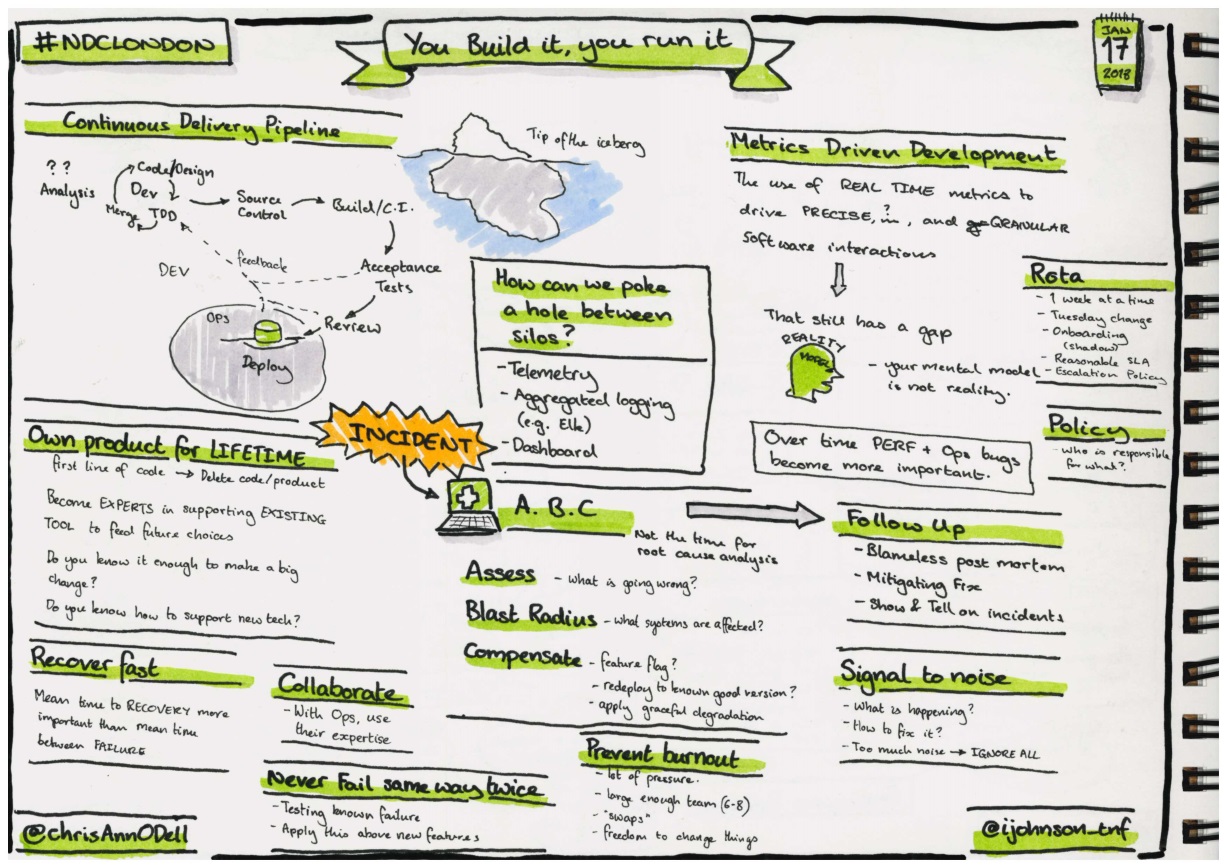 #NDCLONDON
You Build it, you run it
JAN
17
2018
Continuous Delivery Pipeline
? ?
Analysis
Code/Design
Dev
TDD
Merge
Source
Control
Build/C.I.
Acceptance
Tests
Review
feedback
DEV
OPS
Deploy
Tip of the iceberg
How can we poke
a hole between
silos?
- Telemetry
- Aggregated logging
(e.g. Elk)
- Dashboard
Metrics Driven Development
The use of REAL TIME metrics to
drive PRECISE, ?, and GRANULAR
software interactions
That still has a gap
REALITY
MODEL
- your mental model
is not reality.
Over time PERF + Ops bugs
become more important.
Rota
- 1 week at a time
- Tuesday change
- Onboarding
(shadow)
- Reasonable SLA
- Escalation Policy
Policy
- who is responsible
for what?
Own product for LIFETIME
first line of code → Delete code/product
Become EXPERTS in supporting EXISTING
TOOL to feed future choices
Do you know it enough to make a big
change?
Do you know how to support new tech?
INCIDENT
A. B. C
Not the time for
root cause analysis
Assess - what is going wrong?
Blast Radius - what systems are affected?
Compensate - feature flag?
- redeploy to known good version?
- apply graceful degradation
Follow Up
- Blameless post mortem
- Mitigating Fix
- Show & Tell on incidents
Recover fast
Mean time to RECOVERY more
important than mean time
between FAILURE
Collaborate
- With Ops, use
their expertise
Never Fail same way twice
- Testing known failure
- Apply this above new features
Prevent burnout
- lot of pressure.
- large enough team (6-8)
- "swaps"
- freedom to change things
Signal to noise
- What is happening?
- How to fix it?
- Too much noise → IGNORE ALL
@chrisAnnODell
@ijohnson_tnf